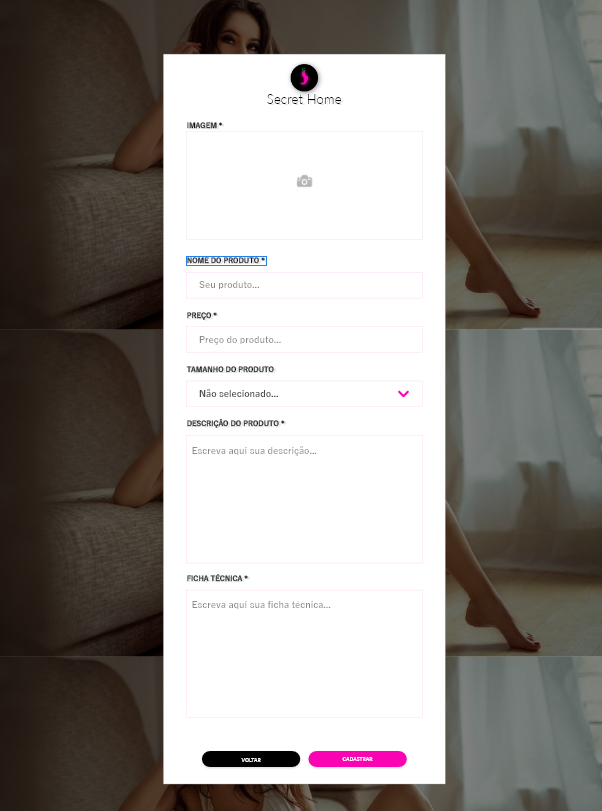 Secret Home
IMAGEM *
NOME DO PRODUTO *
Seu produto...
PREÇO *
Preço do produto...
TAMANHO DO PRODUTO
Não selecionado...
DESCRIÇÃO DO PRODUTO *
Escreva aqui sua descrição...
FICHA TÉCNICA *
Escreva aqui sua ficha técnica...
VOLTAR
CADASTRAR